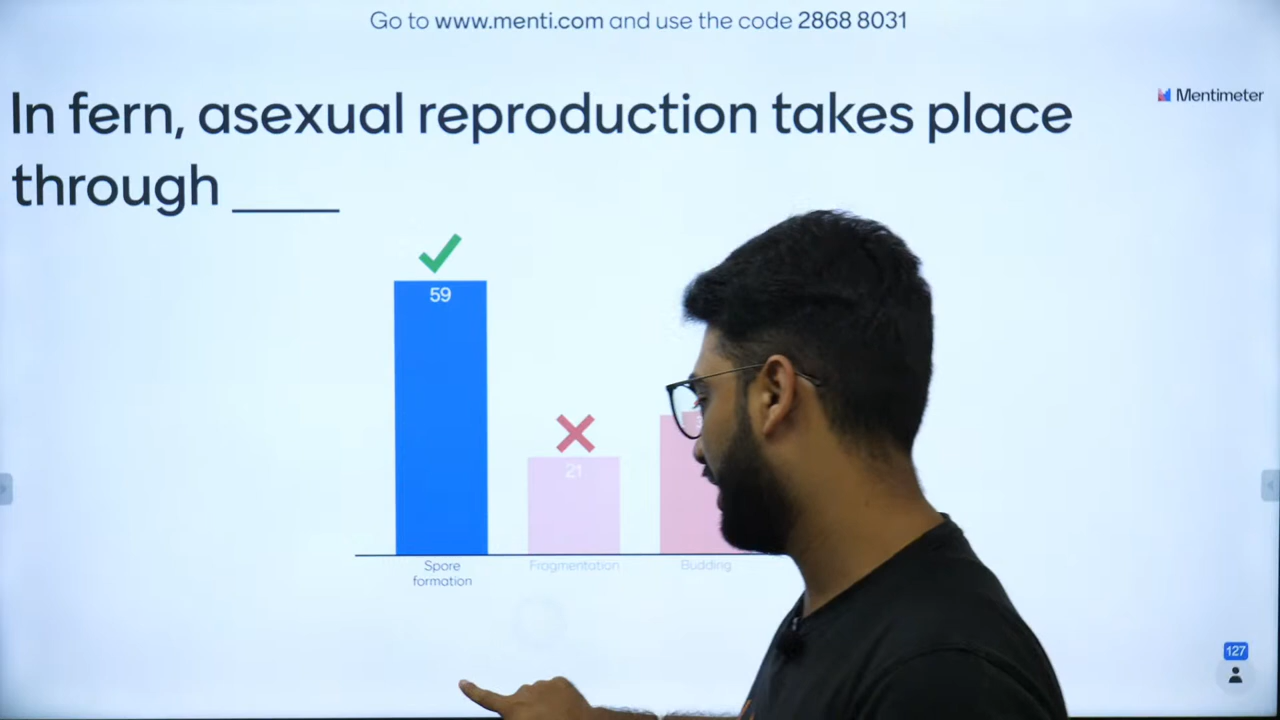 Go to www.menti.com and use the code 2868 8031
Mentimeter
In fern, asexual reproduction takes place
through _____
59
21
Spore
formation
Fragmentation
Budding
127